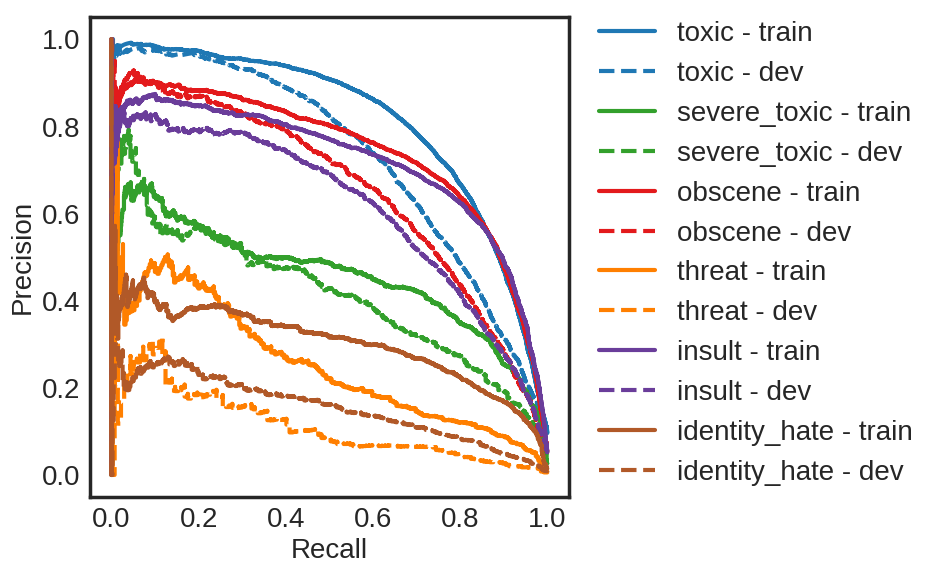 1.0
0.8
0.6
0.4
0.2
0.0
Precision
0.0 0.2 0.4 0.6 0.8 1.0
Recall
toxic - train
toxic - dev
severe_toxic - train
severe_toxic - dev
obscene - train
obscene - dev
threat - train
threat - dev
insult - train
insult - dev
identity_hate - train
identity_hate - dev